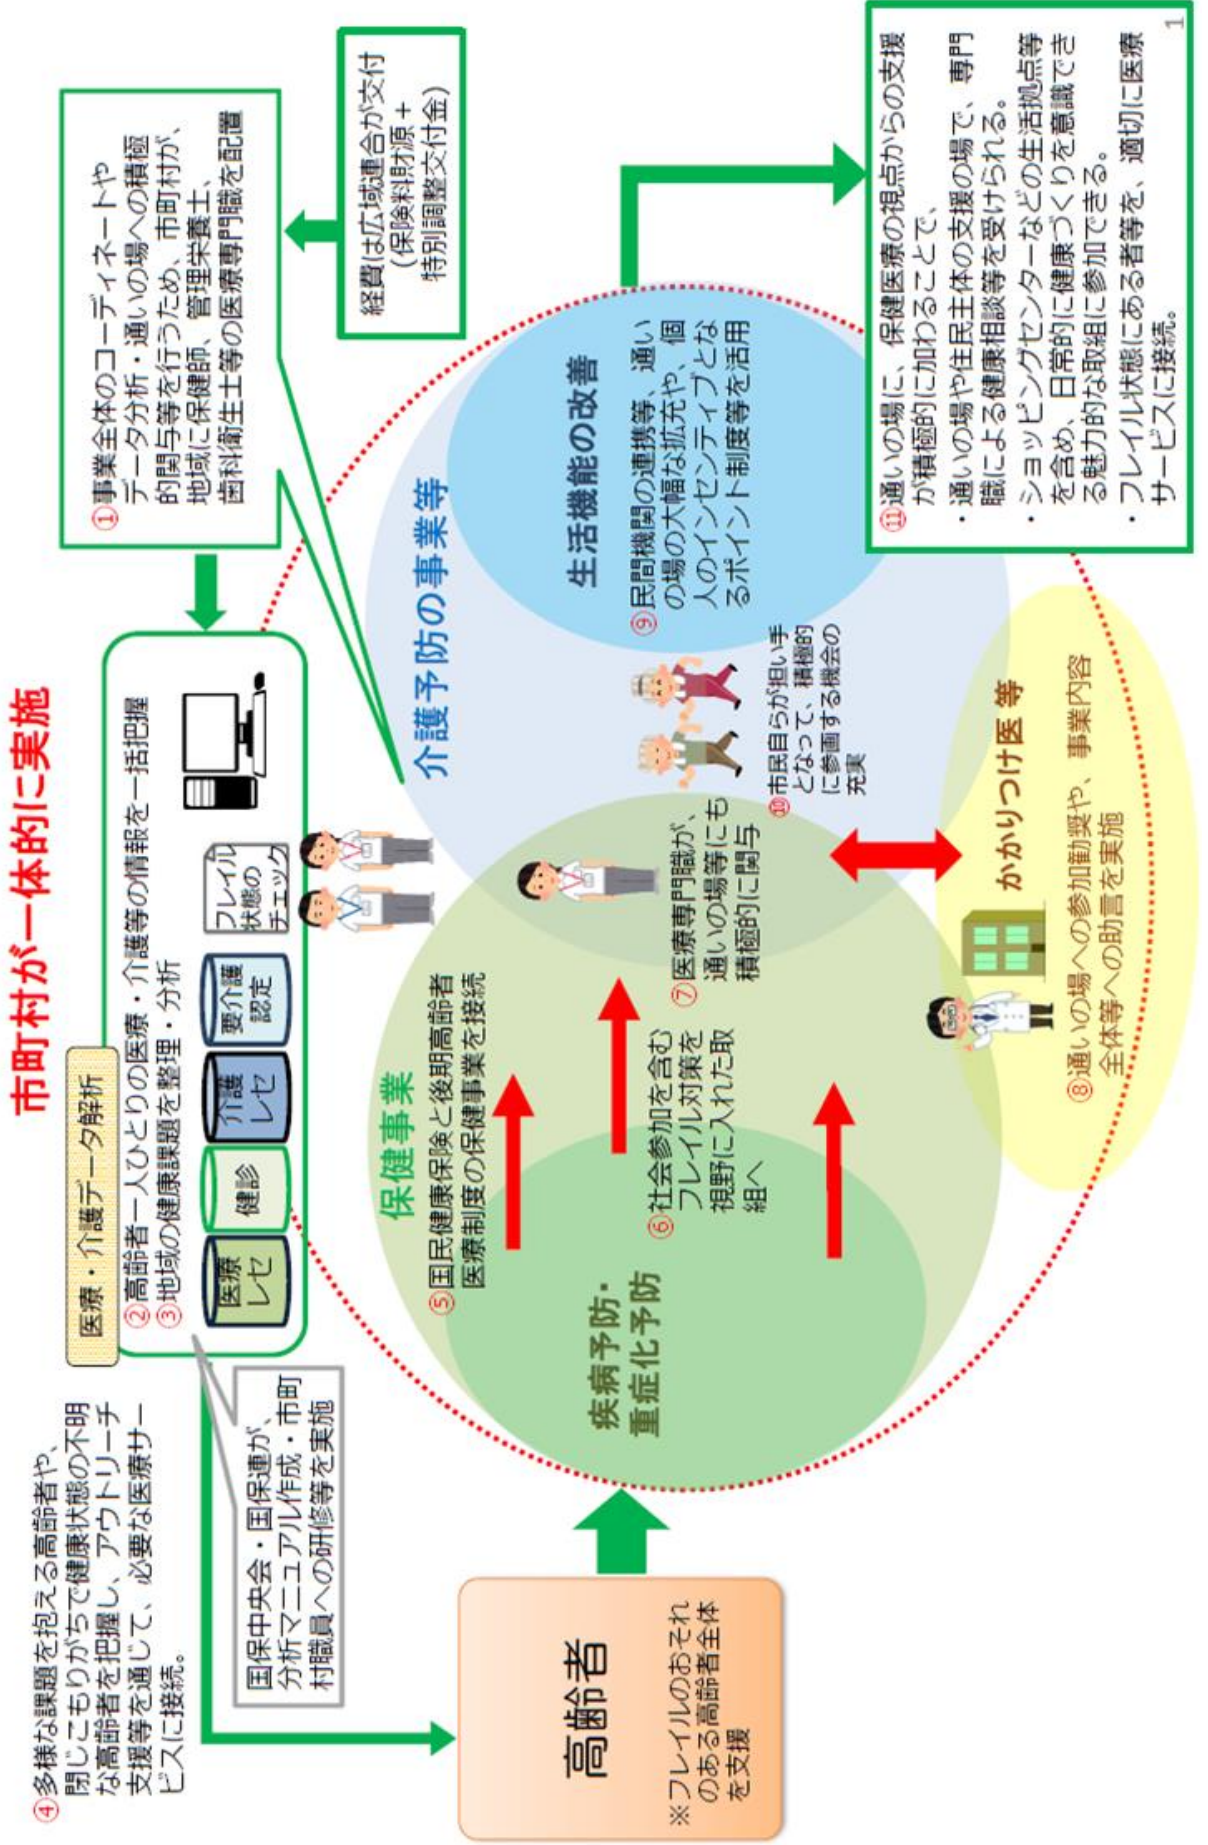 市町村が一体的に実施
④多様な課題を抱える高齢者や、
閉じこもりがちで健康状態の不明
な高齢者を把握し、アウトリーチ
支援等を通じて、必要な医療サー
ビスに接続。
医療・介護データ解析
②高齢者一人ひとりの医療・介護等の情報を一括把握
③地域の健康課題を整理・分析
医療
レセ
健診
介護
レセ
要介護
認定
フレイル
状態の
チェック
①事業全体のコーディネートや
データ分析・通いの場への積極
的関与等を行うため、市町村が、
地域に保健師、管理栄養士、
歯科衛生士等の医療専門職を配置
国保中央会・国保連が、
分析マニュアル作成・市町
村職員への研修等を実施
経費は広域連合が交付
(保険料財源+
特別調整交付金)
高齢者
※フレイルのおそれ
のある高齢者全体
を支援
保健事業
⑤国民健康保険と後期高齢者
医療制度の保健事業を接続
疾病予防・
重症化予防
⑥社会参加を含む
フレイル対策を
視野に入れた取
組へ
⑦医療専門職が、
通いの場等にも
積極的に関与
介護予防の事業等
生活機能の改善
⑨民間機関の連携等、通い
の場の大幅な拡充や、個
人のインセンティブとな
るポイント制度等を活用
⑩市民自らが担い手
となって、積極的
に参画する機会の
充実
かかりつけ医 等
⑧通いの場への参加勧奨や、事業内容
全体等への助言を実施
⑪通いの場に、保健医療の視点からの支援
が積極的に加わることで、
・通いの場や住民主体の支援の場で、専門
職による健康相談等を受けられる。
・ショッピングセンターなどの生活拠点等
を含め、日常的に健康づくりを意識でき
る魅力的な取組に参加できる。
・フレイル状態にある者等を、適切に医療
サービスに接続。
1